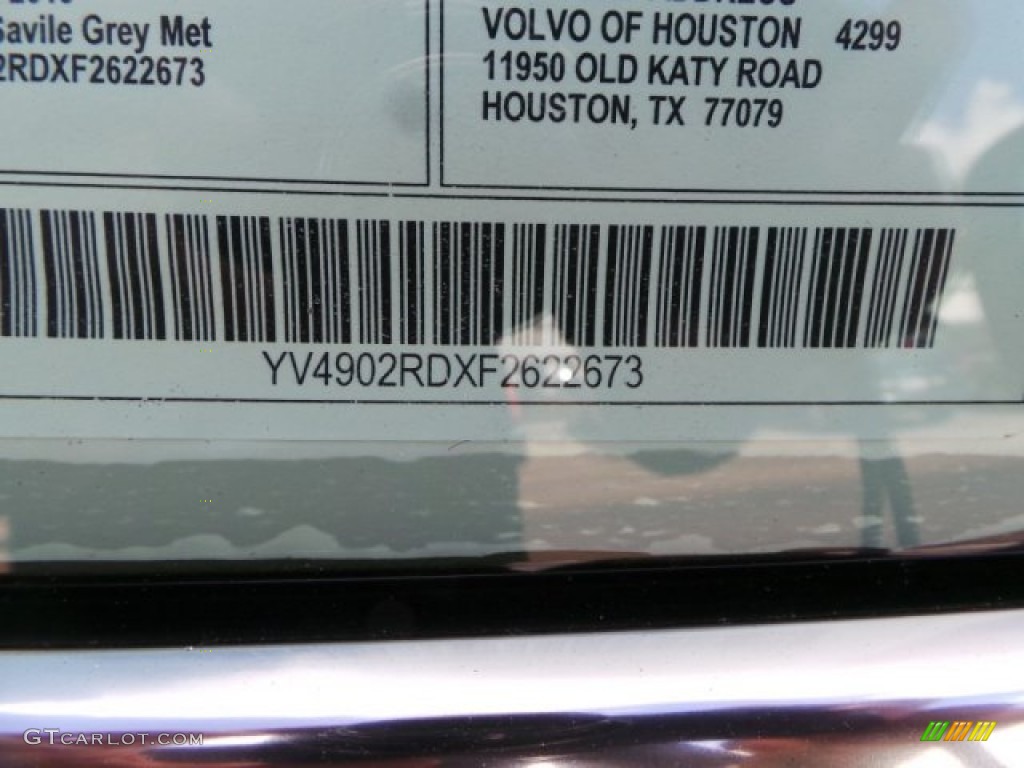 Savile Grey Met
2RDXF2622673
VOLVO OF HOUSTON 4299
11950 OLD KATY ROAD
HOUSTON, TX 77079
YV4902RDXF2622673
GTCARLOT.COM